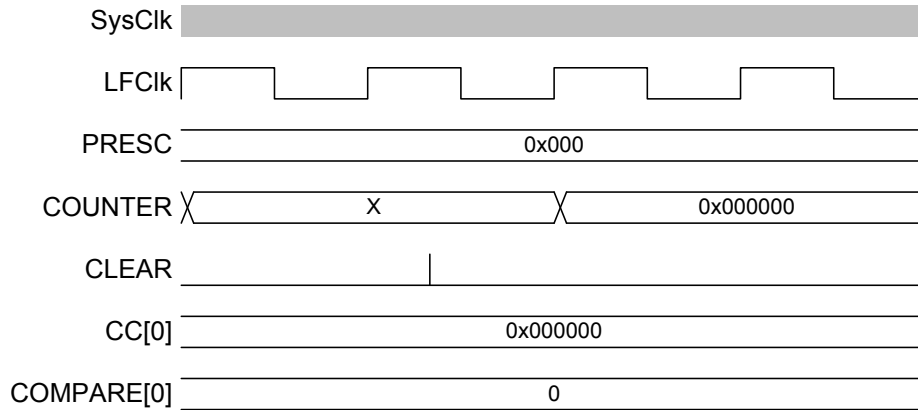 SysClk
LFClk
PRESC 0x000
COUNTER X 0x000000
CLEAR
CC[0] 0x000000
COMPARE[0] 0